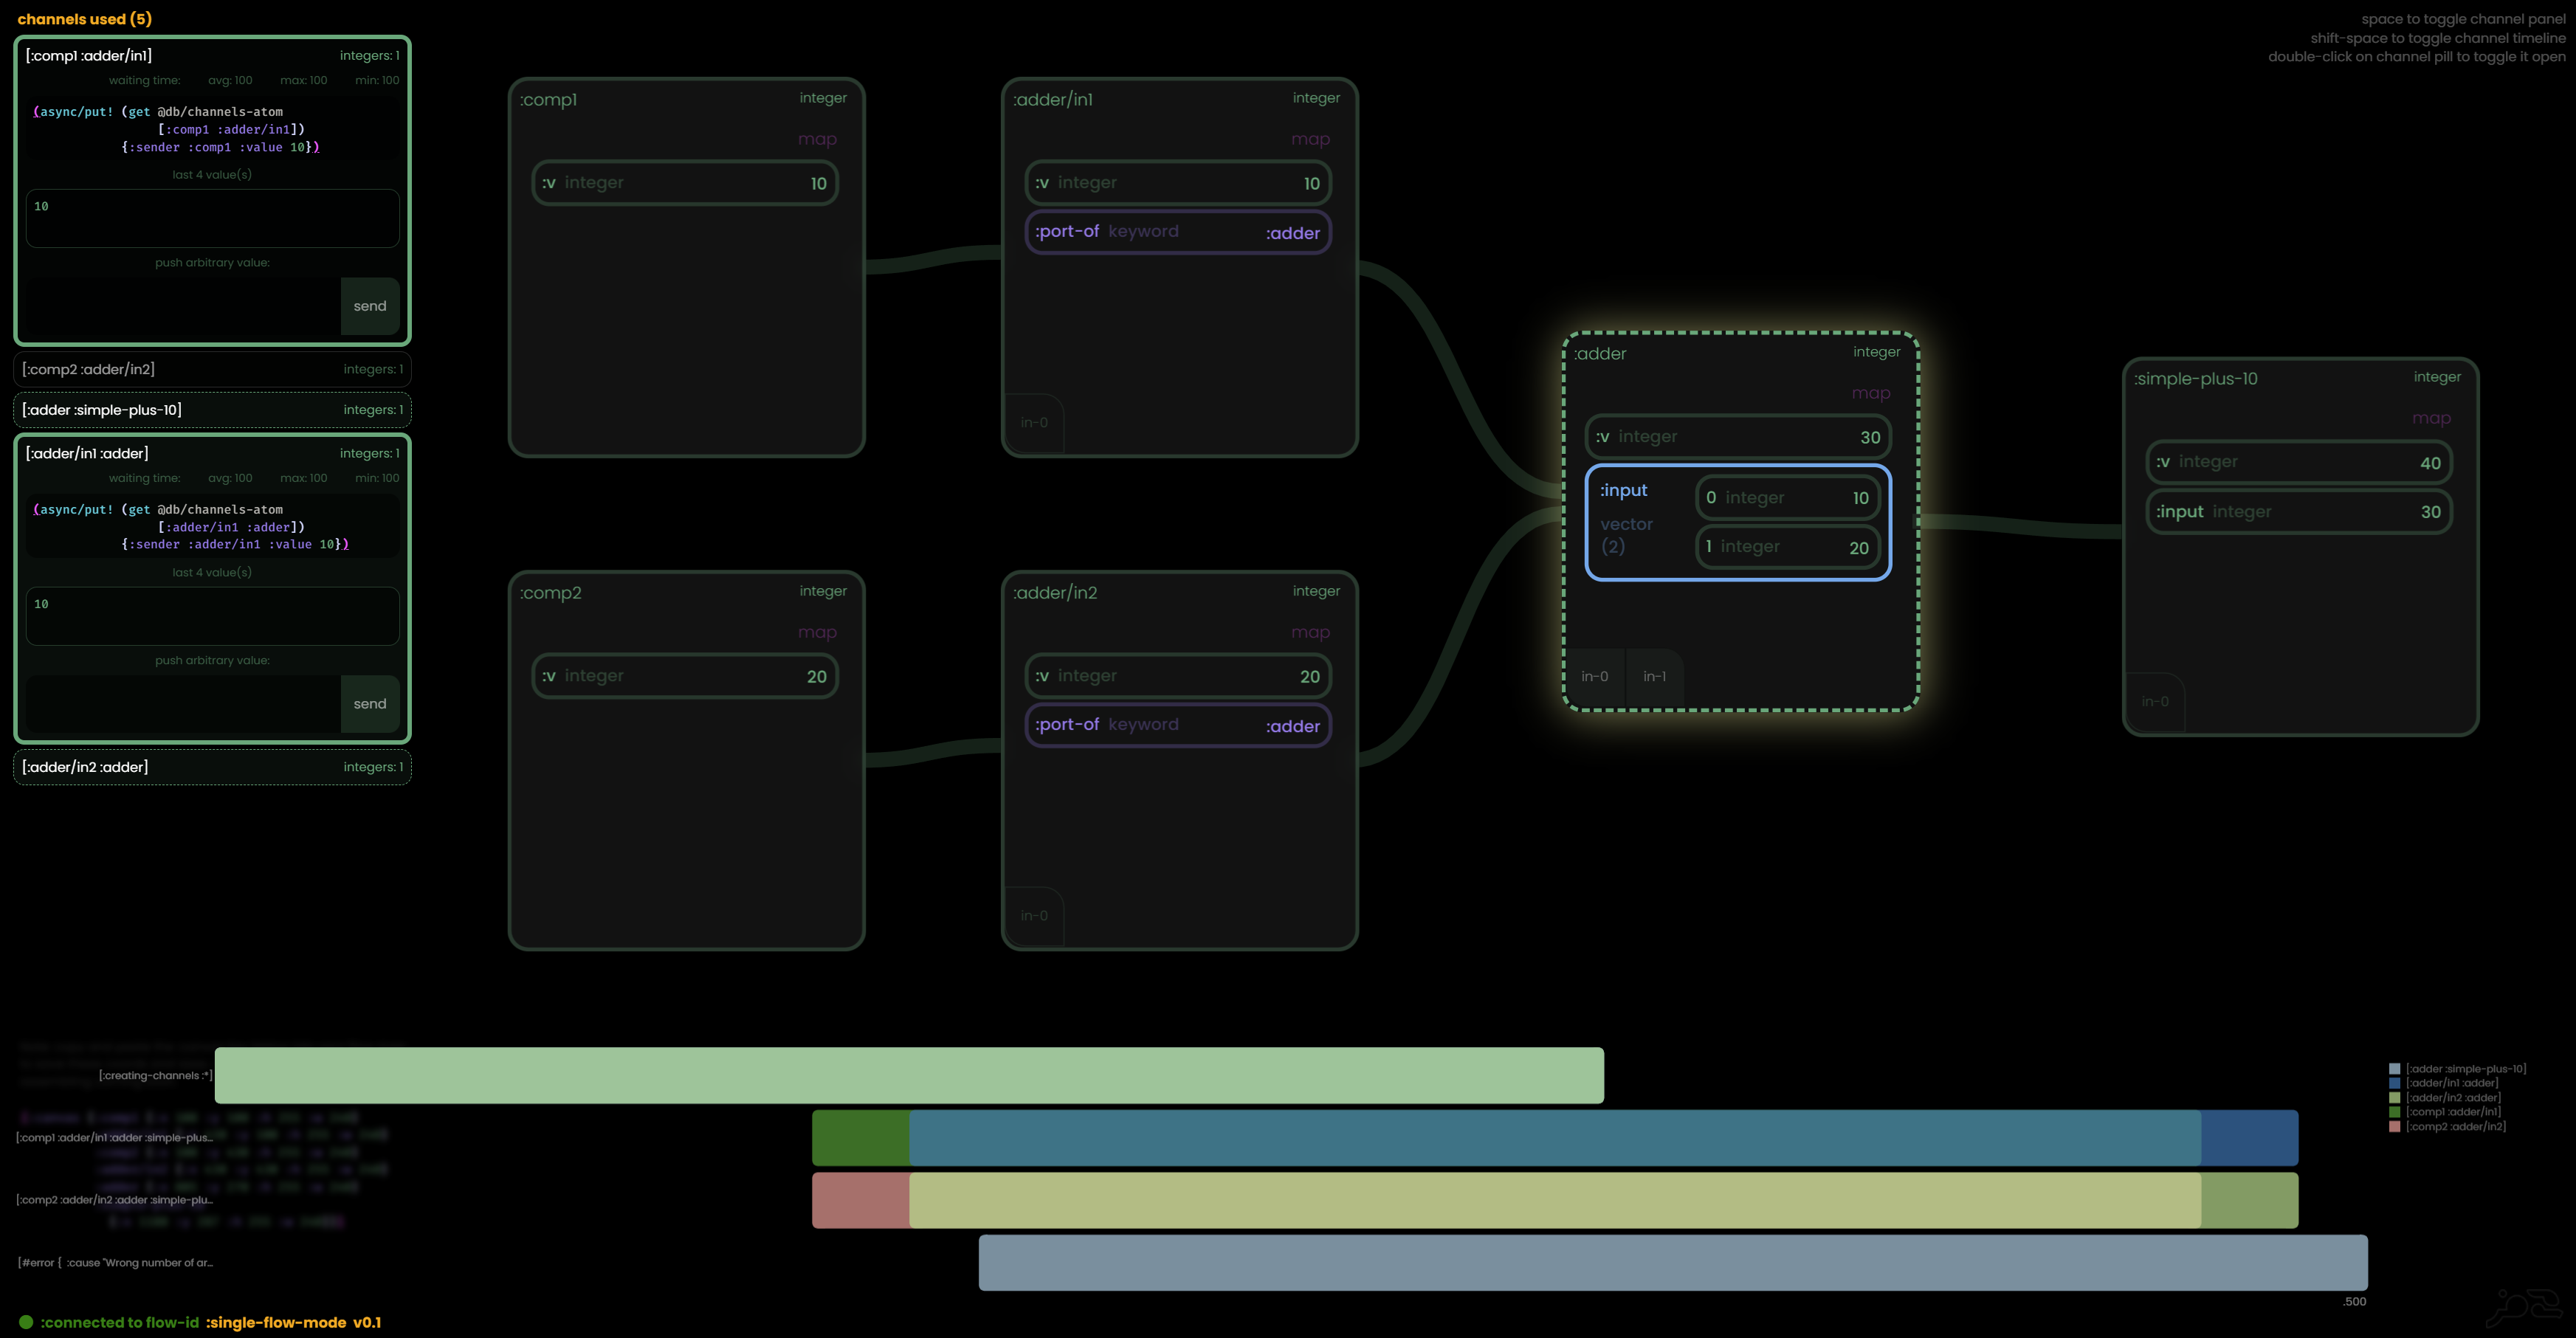 channels used (5)
[:comp1 :adder/in1] integers: 1
waiting time: avg: 100 max: 100 min: 100
(async/put! (get @db/channels-atom
[:comp1 :adder/in1])
{:sender :comp1 :value 10})
last 4 value(s)
10
push arbitrary value:
send
[:comp2 :adder/in2] integers: 1
[:adder :simple-plus-10] integers: 1
[:adder/in1 :adder] integers: 1
waiting time: avg: 100 max: 100 min: 100
(async/put! (get @db/channels-atom
[:adder/in1 :adder])
{:sender :adder/in1 :value 10})
last 4 value(s)
10
push arbitrary value:
send
[:adder/in2 :adder] integers: 1
space to toggle channel panel
shift-space to toggle channel timeline
double-click on channel pill to toggle it open
:comp1 integer
map
:v integer 10
:adder/in1 integer
map
:v integer 10
:port-of keyword :adder
in-0
:comp2 integer
map
:v integer 20
:adder/in2 integer
map
:v integer 20
:port-of keyword :adder
in-0
:adder integer
map
:v integer 30
:input
vector
(2)
0 integer 10
1 integer 20
in-0 in-1
:simple-plus-10 integer
map
:v integer 40
:input integer 30
in-0
[:creating-channels :*]
[:comp1 :adder/in1 :adder :simple-plus...
[:comp2 :adder/in2 :adder :simple-plu...
[#error { :cause "Wrong number of ar...
[:adder :simple-plus-10]
[:adder/in1 :adder]
[:adder/in2 :adder]
[:comp1 :adder/in1]
[:comp2 :adder/in2]
.500
:connected to flow-id :single-flow-mode v0.1